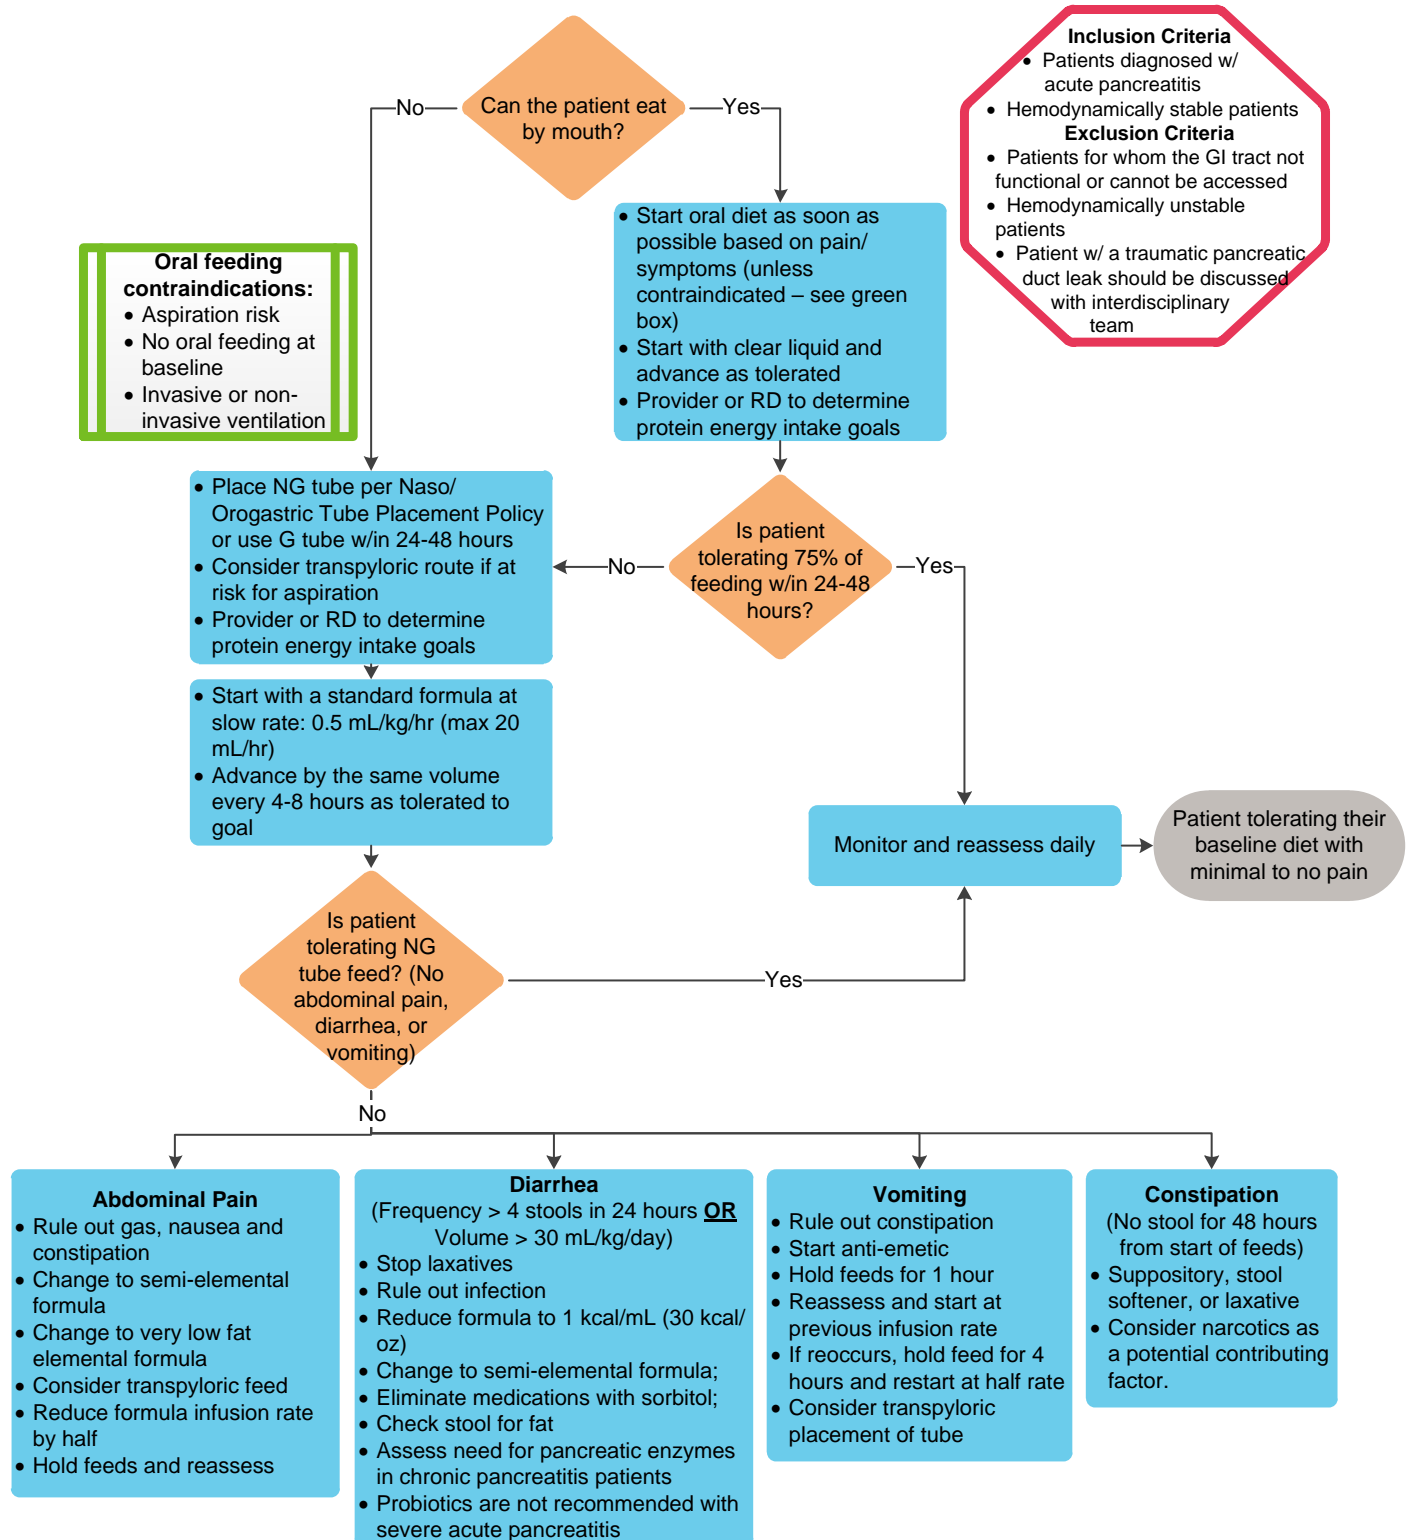 Can the patient eat
by mouth?
No
Yes
Inclusion Criteria
• Patients diagnosed w/
acute pancreatitis
• Hemodynamically stable patients
Exclusion Criteria
• Patients for whom the GI tract not
functional or cannot be accessed
• Hemodynamically unstable
patients
• Patient w/ a traumatic pancreatic
duct leak should be discussed
with interdisciplinary
team
• Start oral diet as soon as
possible based on pain/
symptoms (unless
contraindicated – see green
box)
• Start with clear liquid and
advance as tolerated
• Provider or RD to determine
protein energy intake goals
Oral feeding
contraindications:
• Aspiration risk
• No oral feeding at
baseline
• Invasive or non-
invasive ventilation
• Place NG tube per Naso/
Orogastric Tube Placement Policy
or use G tube w/in 24-48 hours
• Consider transpyloric route if at
risk for aspiration
• Provider or RD to determine
protein energy intake goals
Is patient
tolerating 75% of
feeding w/in 24-48
hours?
No
Yes
• Start with a standard formula at
slow rate: 0.5 mL/kg/hr (max 20
mL/hr)
• Advance by the same volume
every 4-8 hours as tolerated to
goal
Monitor and reassess daily
Patient tolerating their
baseline diet with
minimal to no pain
Is patient
tolerating NG
tube feed? (No
abdominal pain,
diarrhea, or
vomiting)
Yes
No
Abdominal Pain
• Rule out gas, nausea and
constipation
• Change to semi-elemental
formula
• Change to very low fat
elemental formula
• Consider transpyloric feed
• Reduce formula infusion rate
by half
• Hold feeds and reassess
Diarrhea
(Frequency > 4 stools in 24 hours OR
Volume > 30 mL/kg/day)
• Stop laxatives
• Rule out infection
• Reduce formula to 1 kcal/mL (30 kcal/
oz)
• Change to semi-elemental formula;
• Eliminate medications with sorbitol;
• Check stool for fat
• Assess need for pancreatic enzymes
in chronic pancreatitis patients
• Probiotics are not recommended with
severe acute pancreatitis
Vomiting
• Rule out constipation
• Start anti-emetic
• Hold feeds for 1 hour
• Reassess and start at
previous infusion rate
• If reoccurs, hold feed for 4
hours and restart at half rate
• Consider transpyloric
placement of tube
Constipation
(No stool for 48 hours
from start of feeds)
• Suppository, stool
softener, or laxative
• Consider narcotics as
a potential contributing
factor.